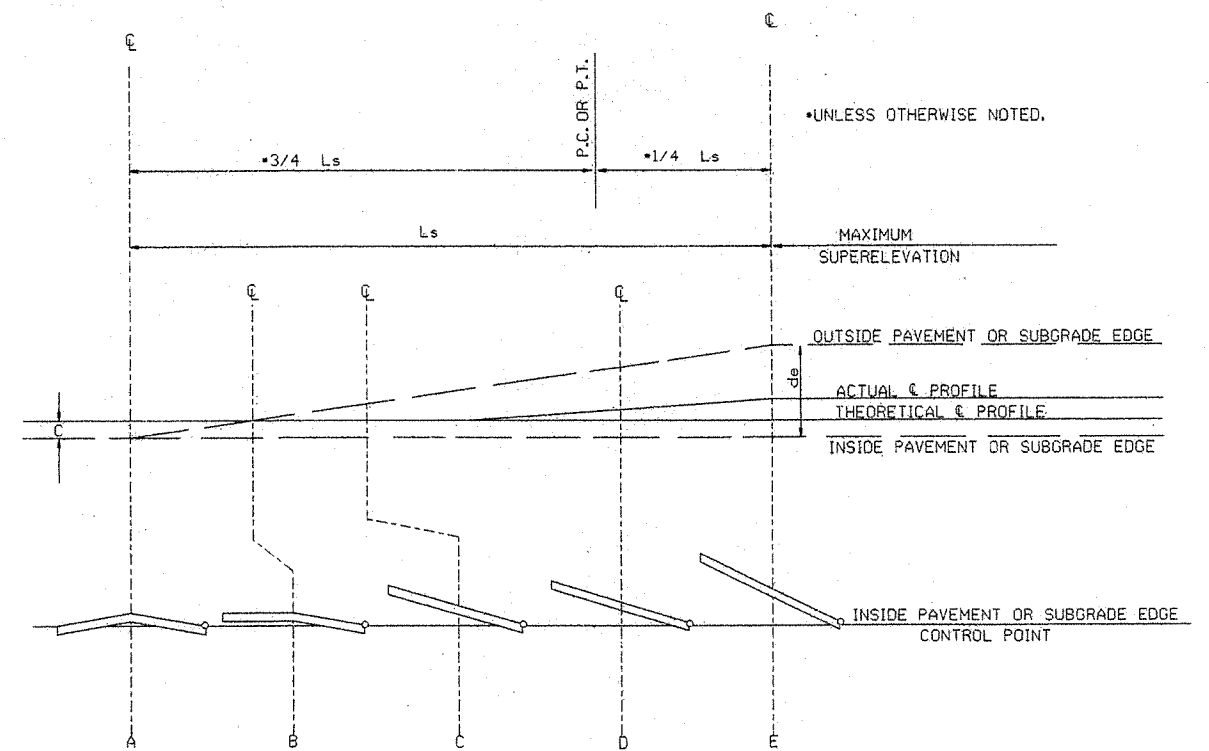 ℄
℄
P.C. OR P.T.
*UNLESS OTHERWISE NOTED.
*3/4 Ls
*1/4 Ls
Ls
MAXIMUM
SUPERELEVATION
℄
℄
℄
OUTSIDE PAVEMENT OR SUBGRADE EDGE
de
ACTUAL ℄ PROFILE
THEORETICAL ℄ PROFILE
C
INSIDE PAVEMENT OR SUBGRADE EDGE
INSIDE PAVEMENT OR SUBGRADE EDGE
CONTROL POINT
A
B
C
D
E